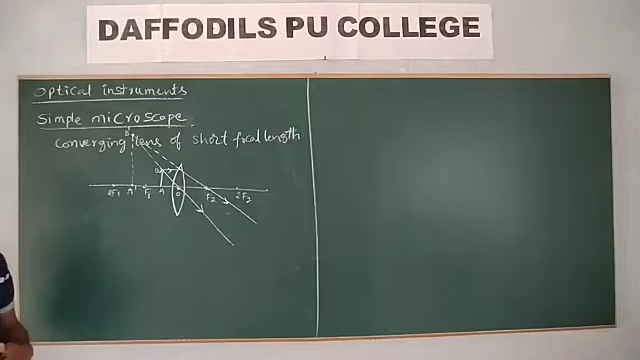 DAFFODILS PU COLLEGE
Optical instruments
Simple microscope
converging lens of short focal length
B'
B
2F1 A' F1 A O F2 2F2